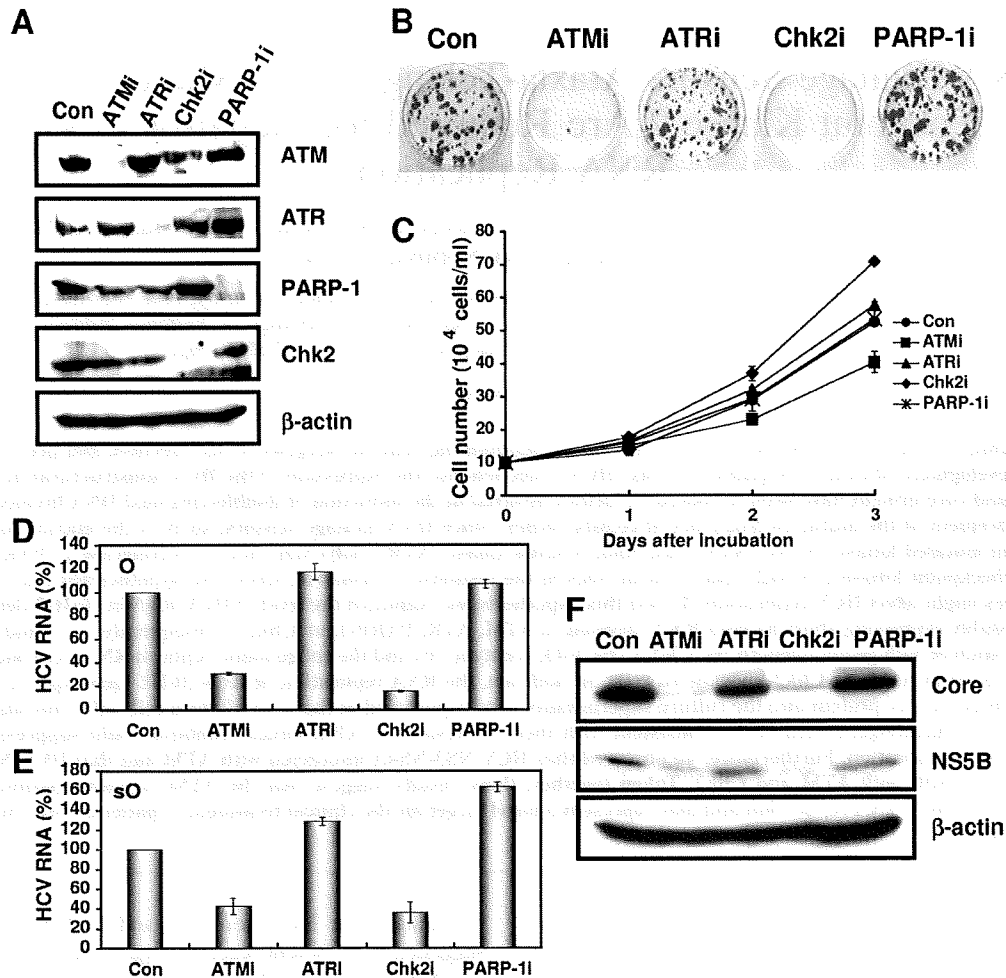 A
Con ATMi ATRi Chk2i PARP-1i
ATM
ATR
PARP-1
Chk2
β-actin
B
Con ATMi ATRi Chk2i PARP-1i
C
Cell number (10⁴ cells/ml)
80
70
60
50
40
30
20
10
0
0 1 2 3
Days after incubation
Con
ATMi
ATRi
Chk2i
PARP-1i
D
O
HCV RNA (%)
140
120
100
80
60
40
20
0
Con ATMi ATRi Chk2i PARP-1i
E
sO
HCV RNA (%)
180
160
140
120
100
80
60
40
20
0
Con ATMi ATRi Chk2i PARP-1i
F
Con ATMi ATRi Chk2i PARP-1i
Core
NS5B
β-actin